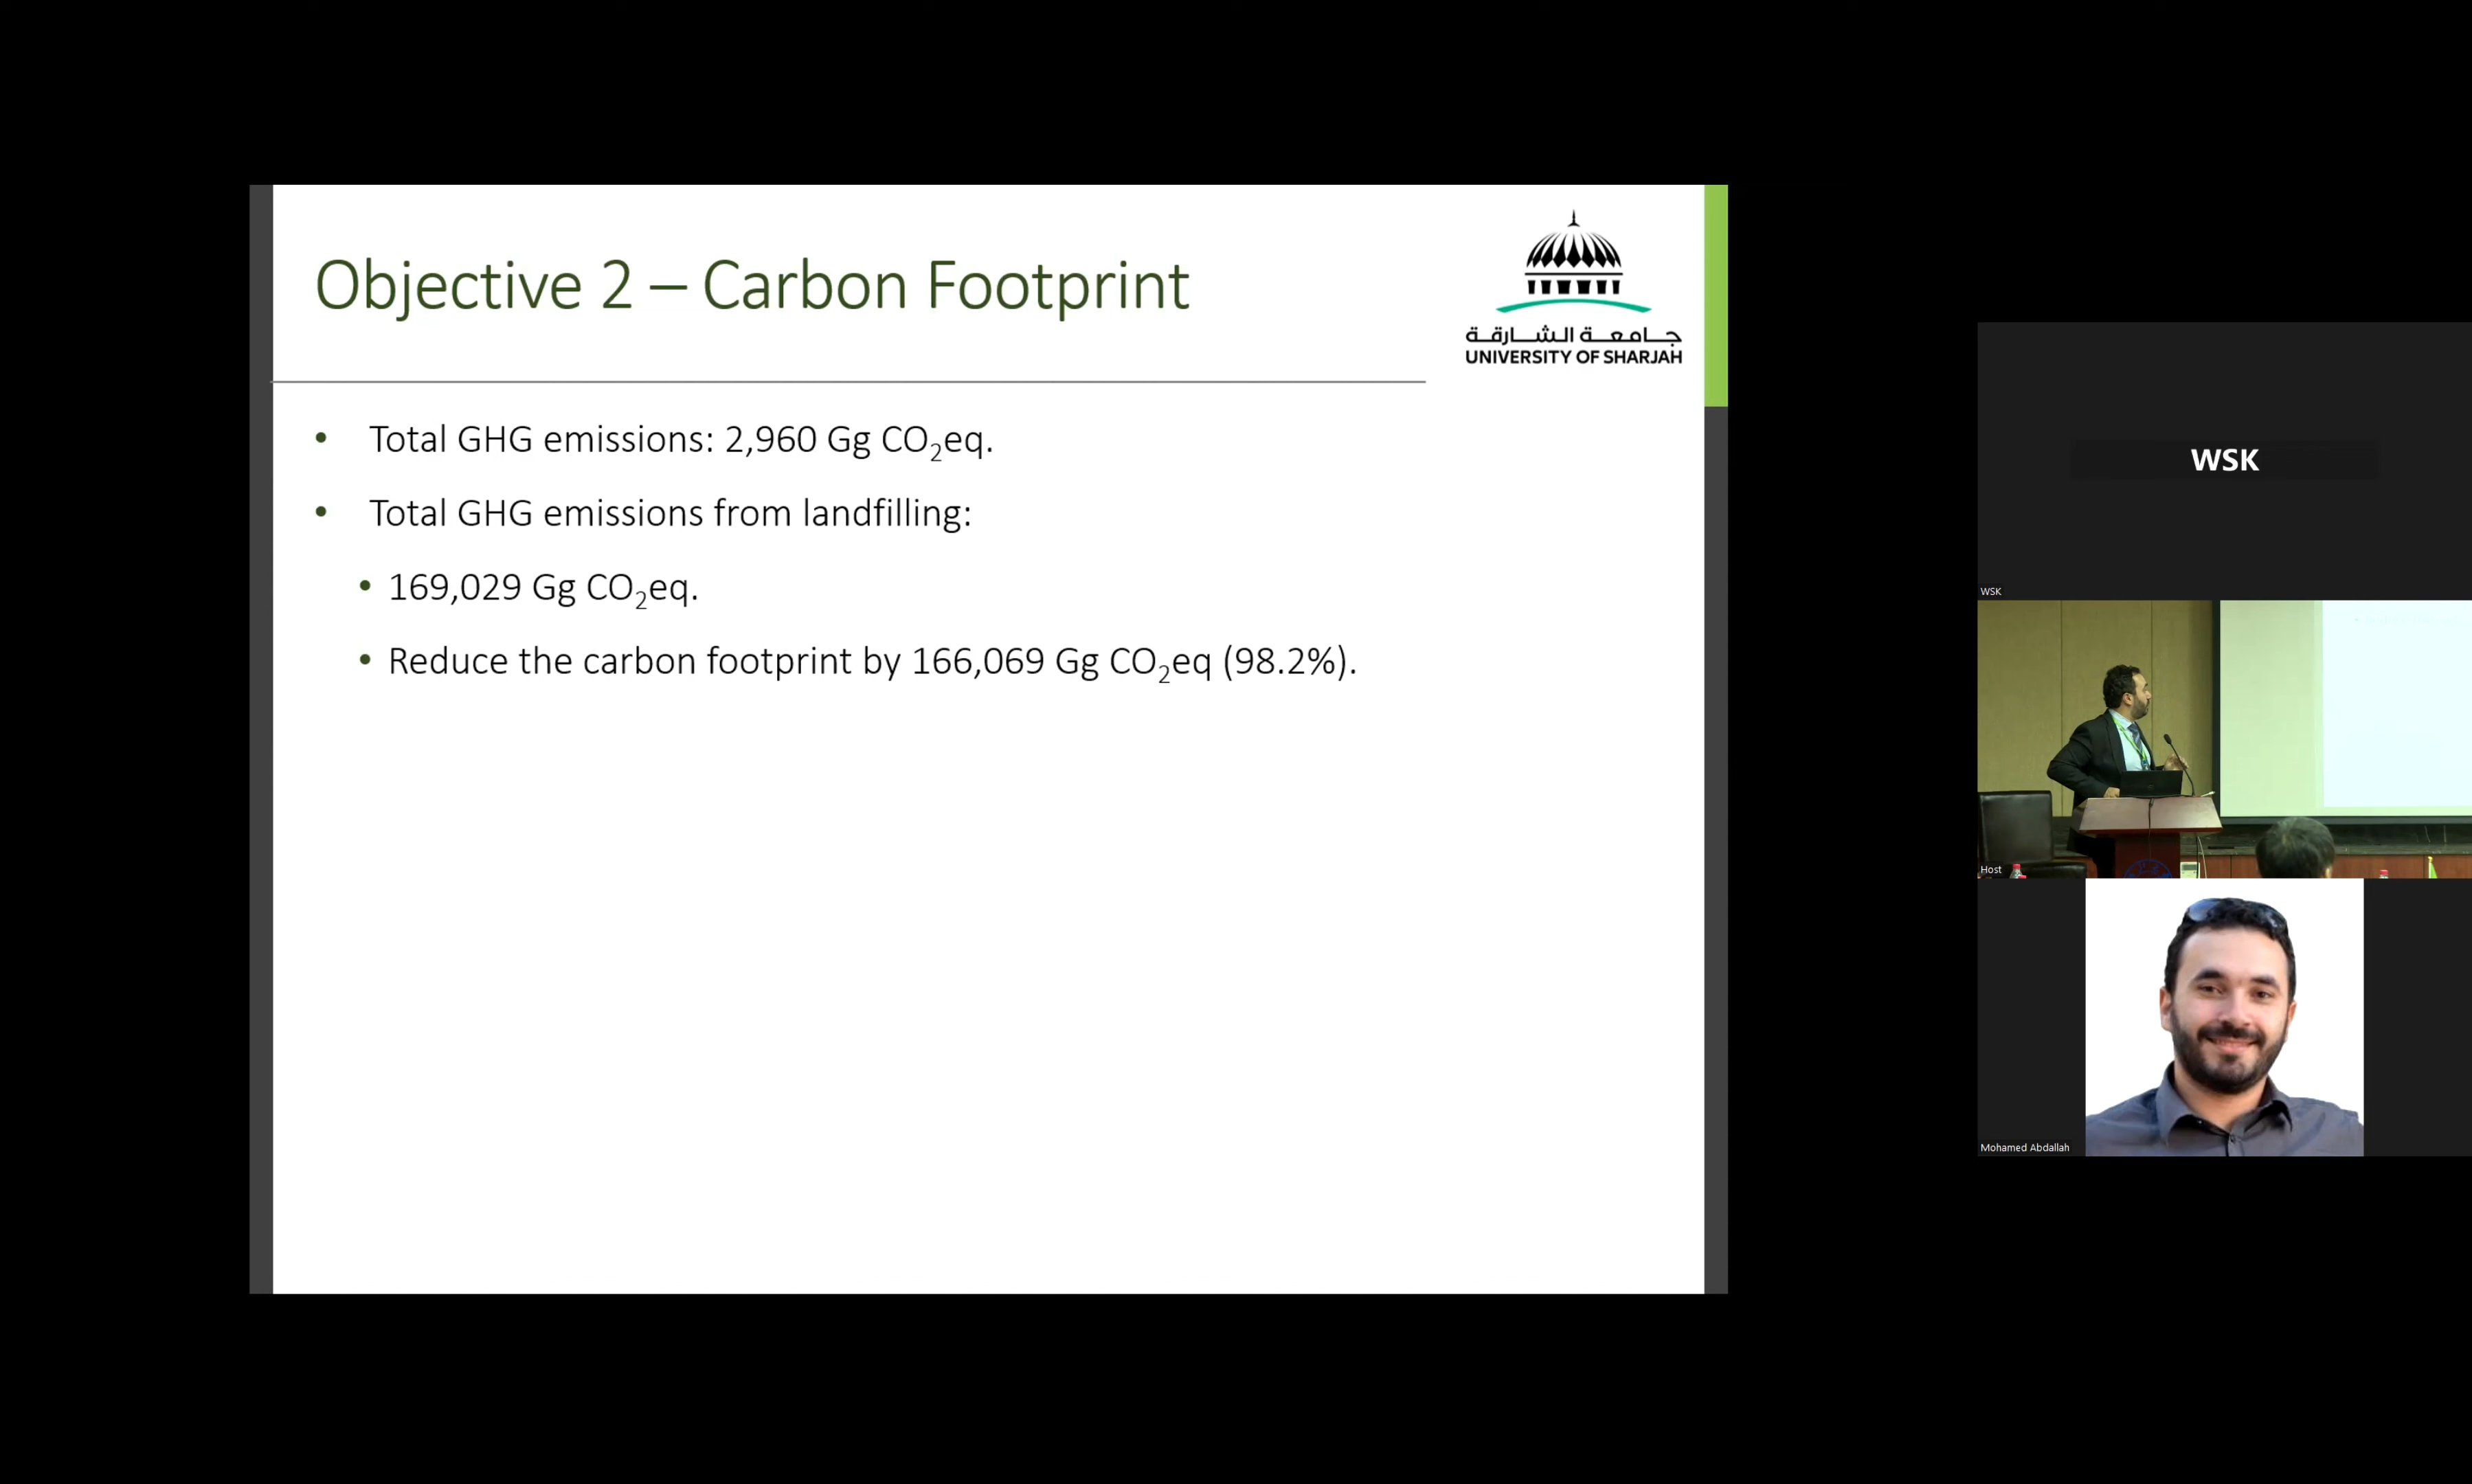 Objective 2 – Carbon Footprint
جامعة الشارقة
UNIVERSITY OF SHARJAH
• Total GHG emissions: 2,960 Gg CO₂eq.
• Total GHG emissions from landfilling:
• 169,029 Gg CO₂eq.
• Reduce the carbon footprint by 166,069 Gg CO₂eq (98.2%).
WSK
WSK
Host
Mohamed Abdallah